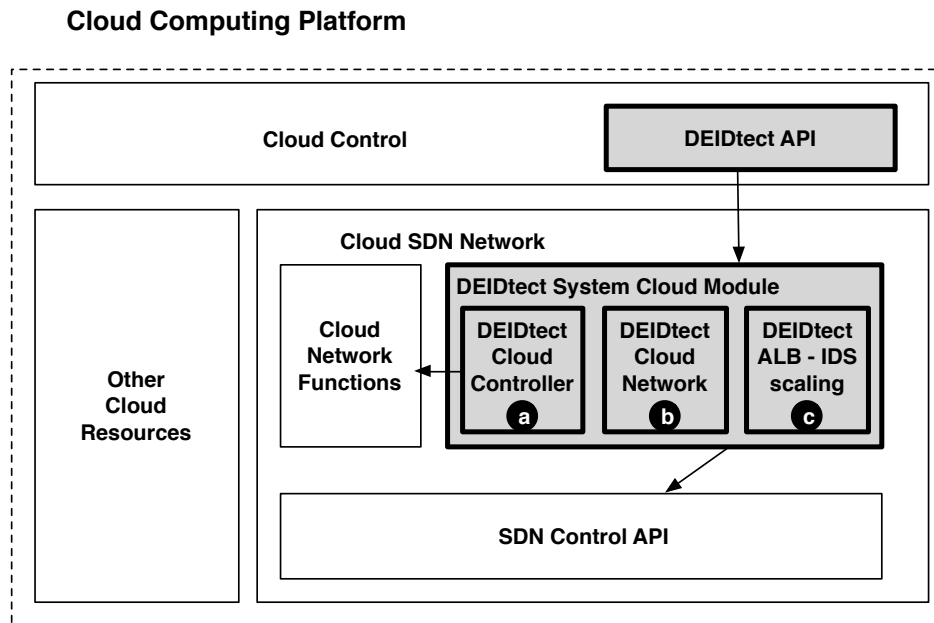 Cloud Computing Platform
Cloud Control
DEIDtect API
Cloud SDN Network
DEIDtect System Cloud Module
Cloud
Network
Functions
DEIDtect
Cloud
Controller
a
DEIDtect
Cloud
Network
b
DEIDtect
ALB - IDS
scaling
c
Other
Cloud
Resources
SDN Control API